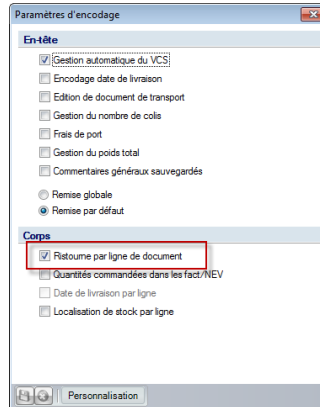 Paramètres d'encodage
En-tête
Gestion automatique du VCS
Encodage date de livraison
Edition de document de transport
Gestion du nombre de colis
Frais de port
Gestion du poids total
Commentaires généraux sauvegardés
Remise globale
Remise par défaut
Corps
Ristourne par ligne de document
Quantités commandées dans les fact/NEV
Date de livraison par ligne
Localisation de stock par ligne
Personnalisation